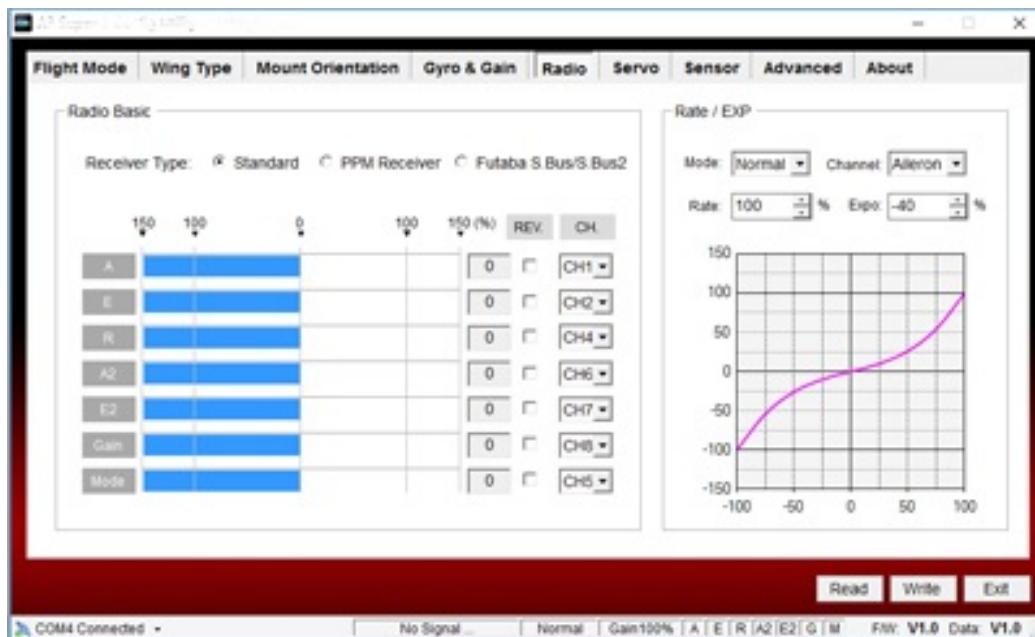 Flight Mode Wing Type Mount Orientation Gyro & Gain Radio Servo Sensor Advanced About
Radio Basic
Receiver Type: Standard PPM Receiver Futaba S.Bus/S.Bus2
150 100 0 100 150 (%) REV. CH.
A 0 CH1
E 0 CH2
R 0 CH4
A2 0 CH6
E2 0 CH7
Gain 0 CH8
Mode 0 CH5
Rate / EXP
Mode: Normal Channel: Aileron
Rate: 100 % Expo: -40 %
150
100
50
0
-50
-100
-150
-100 -50 0 50 100
Read Write Exit
COM4 Connected No Signal ... Normal Gain100% A E R A2 E2 G M F/W: V1.0 Data: V1.0